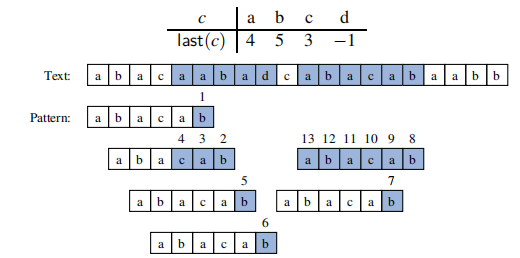 c a b c d
last(c) 4 5 3 −1
Text: a b a c a a b a d c a b a c a b a a b b
1
Pattern: a b a c a b
4 3 2 13 12 11 10 9 8
a b a c a b a b a c a b
5 7
a b a c a b a b a c a b
6
a b a c a b